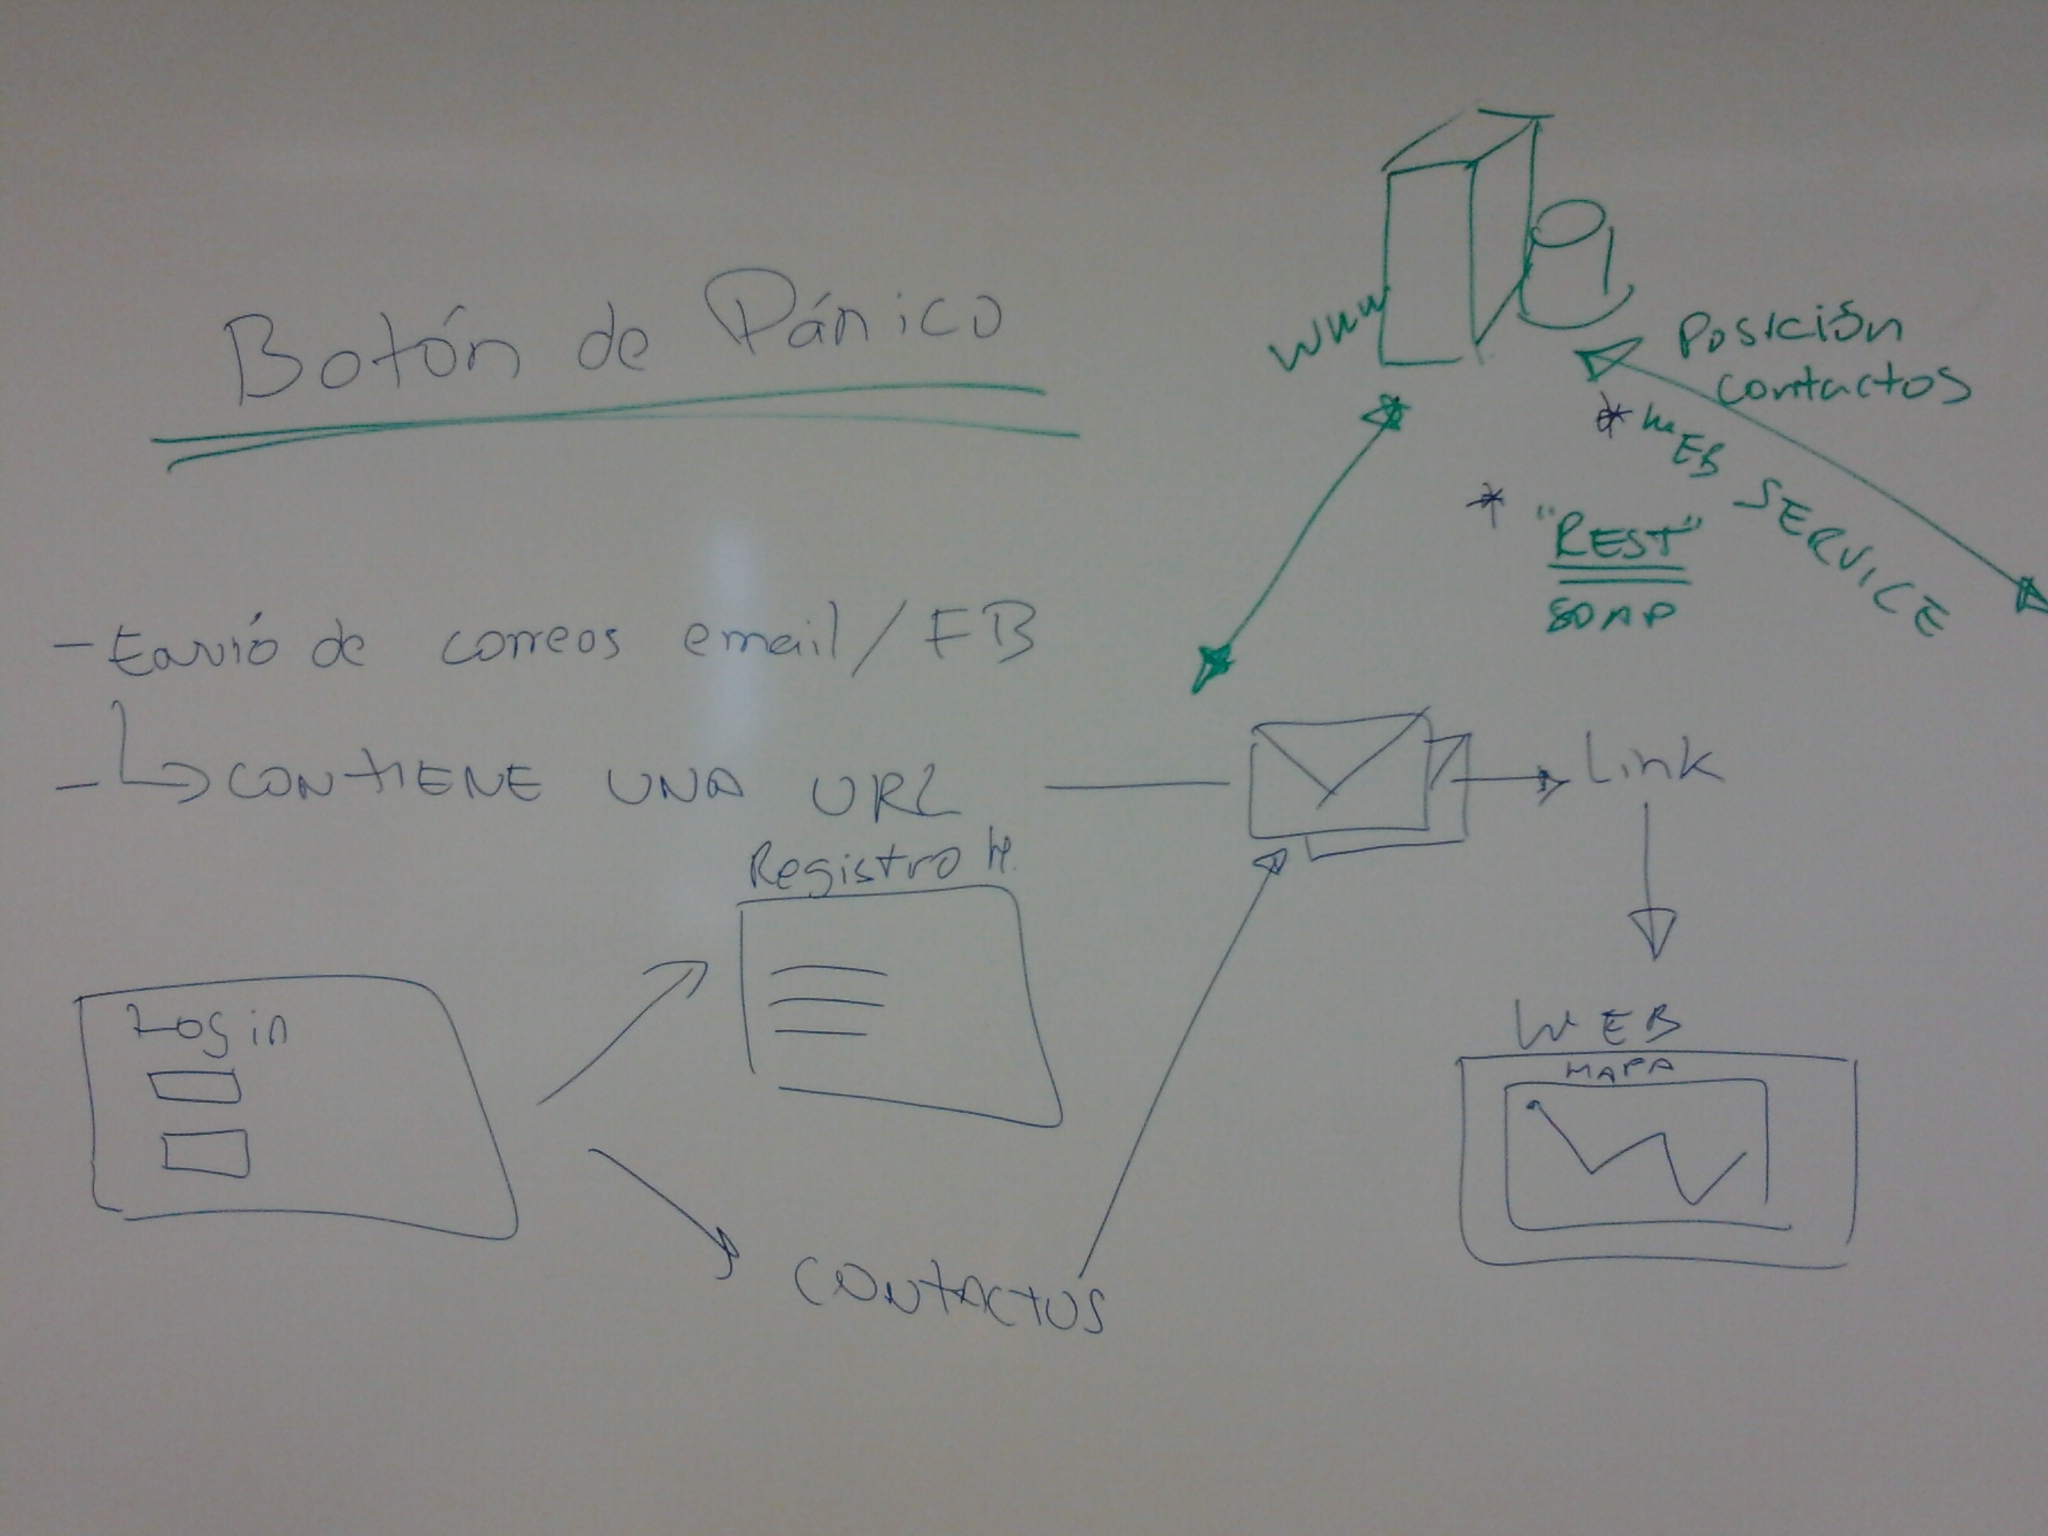 Botón de Pánico
www
Posición
contactos
* WEB SERVICE
* "REST"
SOAP
- Envió de correos email/FB
- CONTIENE UNA URL
Link
Registro M.
Login
WEB
MAPA
CONTACTOS